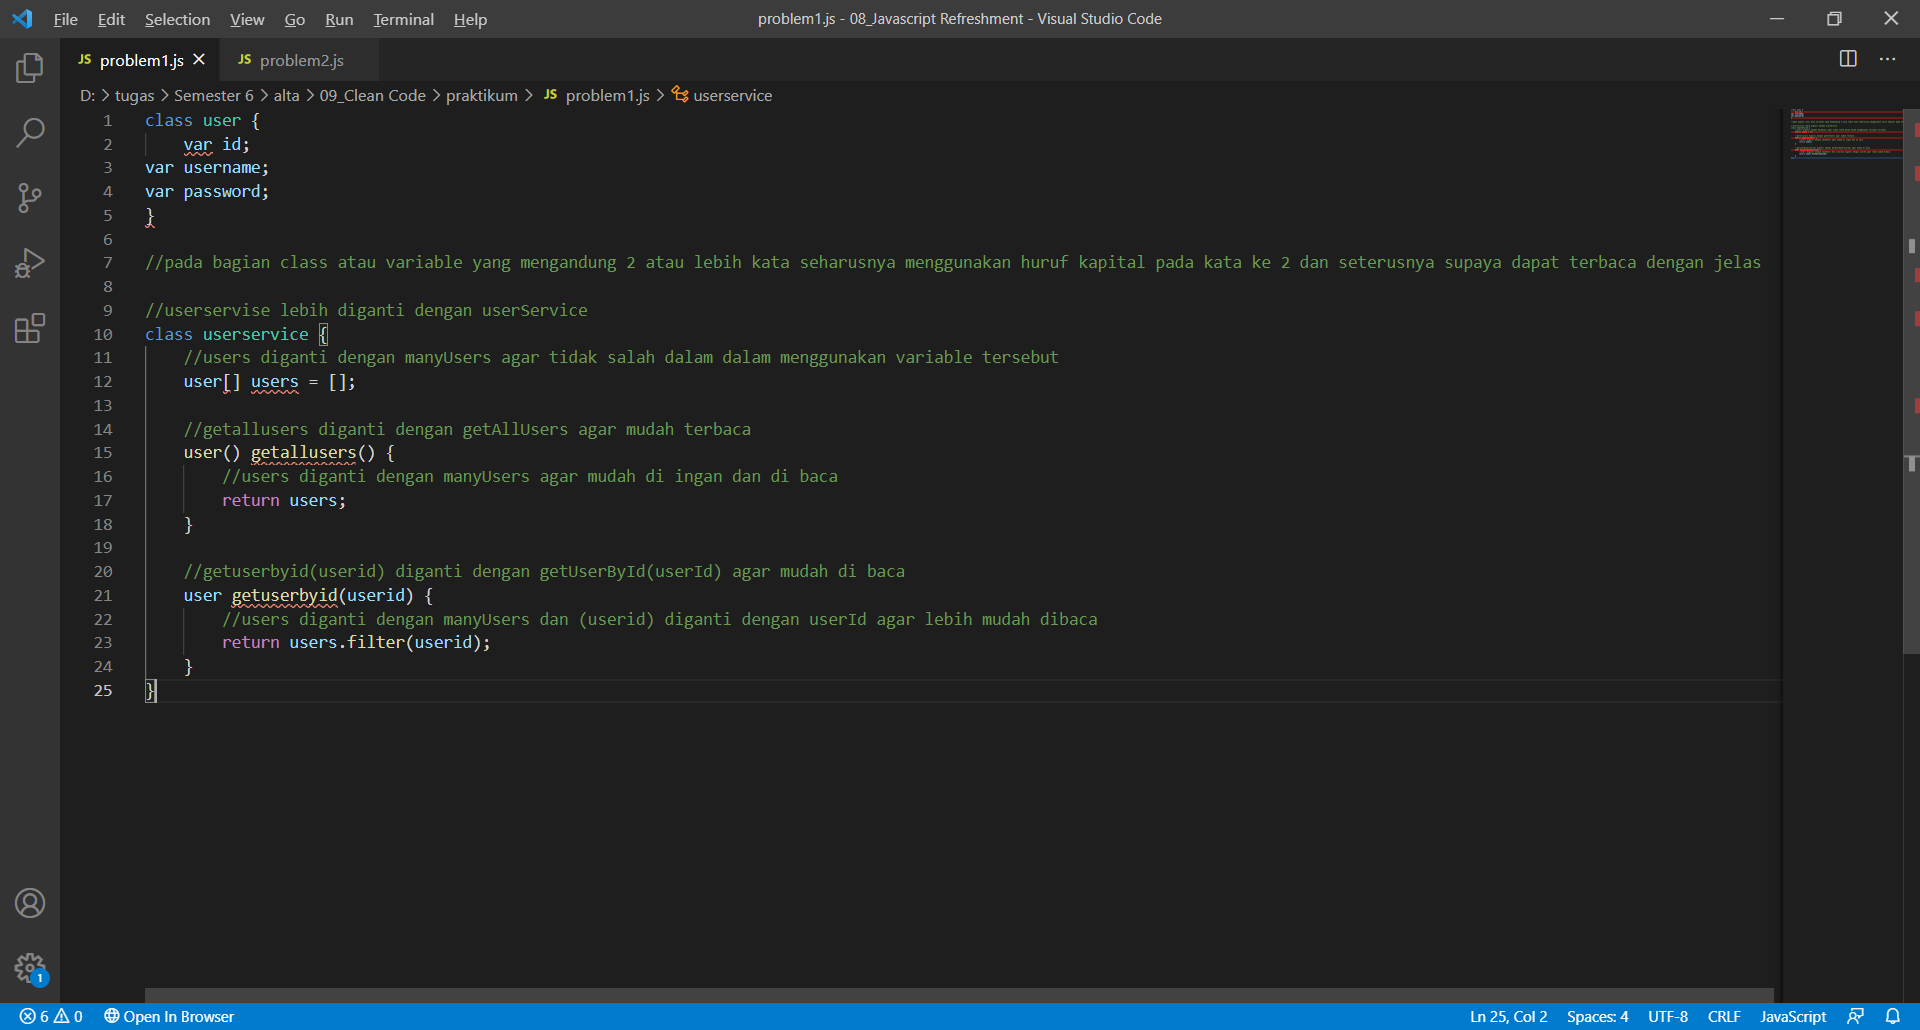 File Edit Selection View Go Run Terminal Help problem1.js - 08_Javascript Refreshment - Visual Studio Code
JS problem1.js JS problem2.js
D: > tugas > Semester 6 > alta > 09_Clean Code > praktikum > JS problem1.js > userservice
1 class user {
2 var id;
3 var username;
4 var password;
5 }
6
7 //pada bagian class atau variable yang mengandung 2 atau lebih kata seharusnya menggunakan huruf kapital pada kata ke 2 dan seterusnya supaya dapat terbaca dengan jelas
8
9 //userservise lebih diganti dengan userService
10 class userservice {
11 //users diganti dengan manyUsers agar tidak salah dalam dalam menggunakan variable tersebut
12 user[] users = [];
13
14 //getallusers diganti dengan getAllUsers agar mudah terbaca
15 user() getallusers() {
16 //users diganti dengan manyUsers agar mudah di ingan dan di baca
17 return users;
18 }
19
20 //getuserbyid(userid) diganti dengan getUserById(userId) agar mudah di baca
21 user getuserbyid(userid) {
22 //users diganti dengan manyUsers dan (userid) diganti dengan userId agar lebih mudah dibaca
23 return users.filter(userid);
24 }
25 }
1
6 0 Open In Browser Ln 25, Col 2 Spaces: 4 UTF-8 CRLF JavaScript